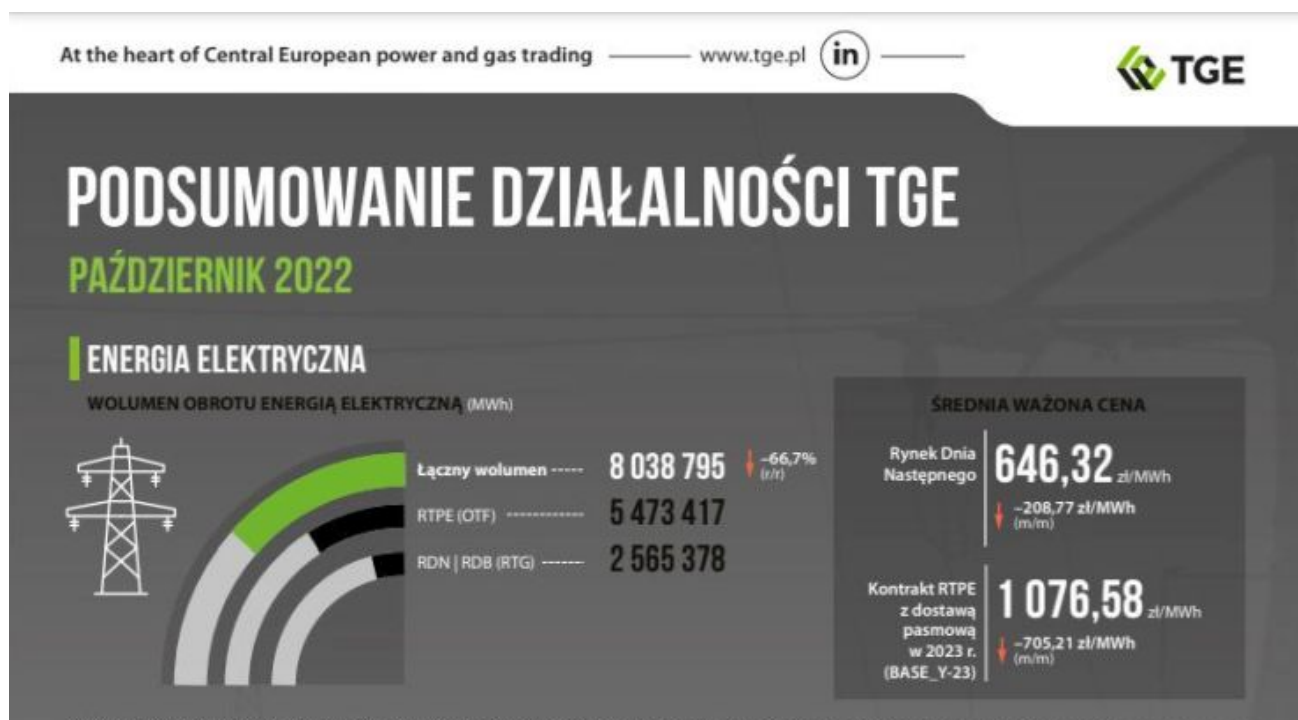 At the heart of Central European power and gas trading www.tge.pl in
TGE
PODSUMOWANIE DZIAŁALNOŚCI TGE
PAŹDZIERNIK 2022
ENERGIA ELEKTRYCZNA
WOLUMEN OBROTU ENERGIĄ ELEKTRYCZNĄ (MWh)
Łączny wolumen ----- 8 038 795 –66,7%
(r/r)
RTPE (OTF) ------------ 5 473 417
RDN | RDB (RTG) ------ 2 565 378
ŚREDNIA WAŻONA CENA
Rynek Dnia
Następnego
646,32 zł/MWh
–208,77 zł/MWh
(m/m)
Kontrakt RTPE
z dostawą
pasmową
w 2023 r.
(BASE_Y-23)
1 076,58 zł/MWh
–705,21 zł/MWh
(m/m)